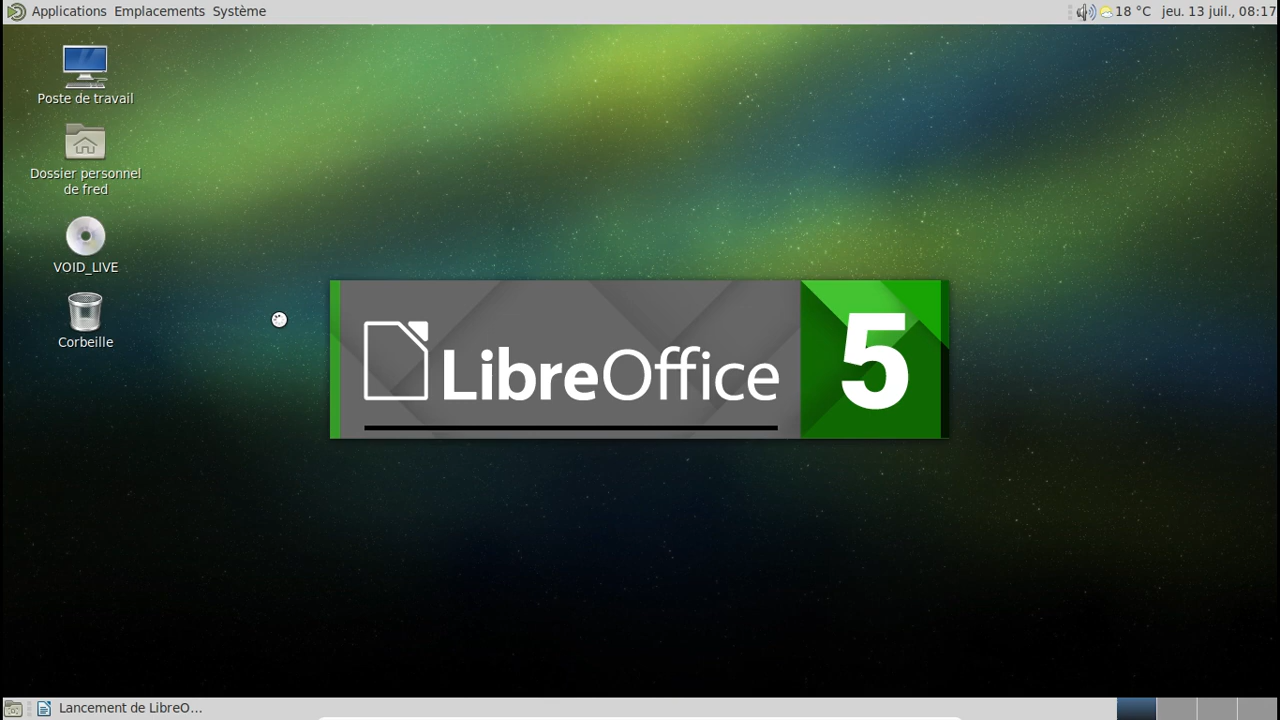 Applications Emplacements Système 18 °C jeu. 13 juil., 08:17
Poste de travail
Dossier personnel
de fred
VOID_LIVE
Corbeille
LibreOffice 5
Lancement de LibreO...